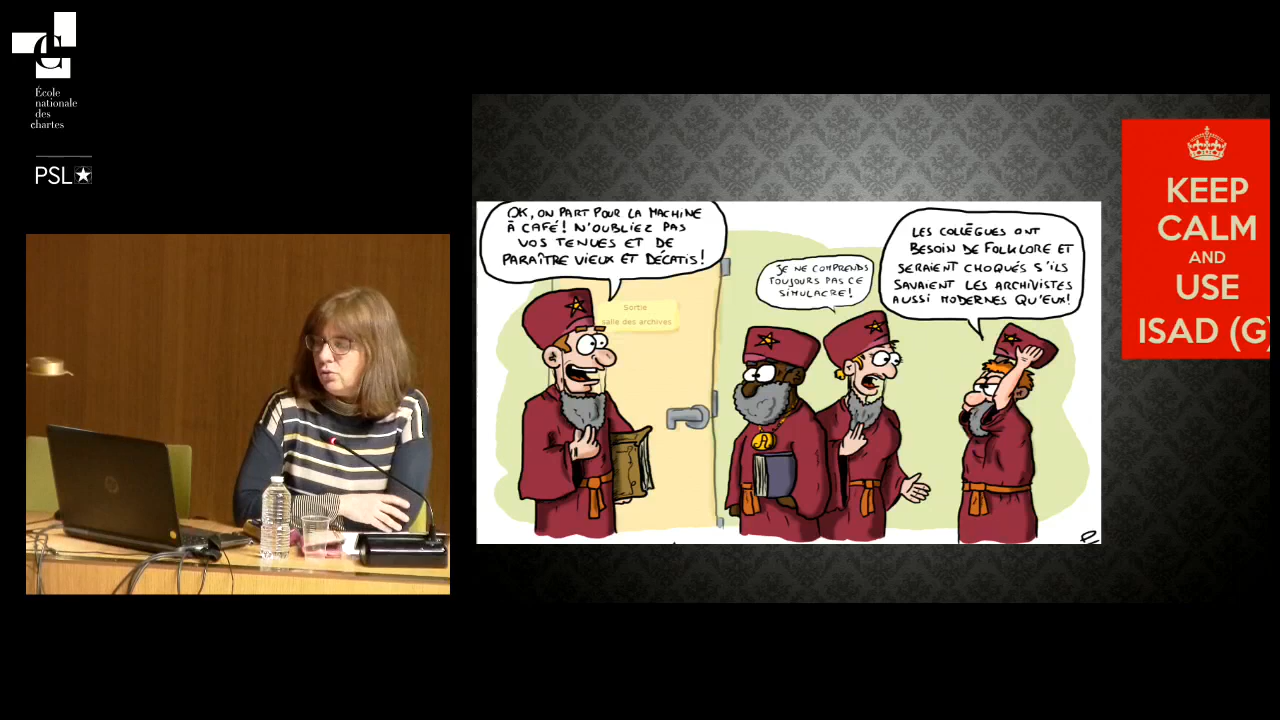 École
nationale
des
chartes
PSL
OK, ON PART POUR LA MACHINE
À CAFÉ! N'OUBLIEZ PAS
VOS TENUES ET DE
PARAÎTRE VIEUX ET DÉCATIS!
Sortie
salle des archives
JE NE COMPRENDS
TOUJOURS PAS CE
SIMULACRE!
LES COLLÈGUES ONT
BESOIN DE FOLKLORE ET
SERAIENT CHOQUÉS S'ILS
SAVAIENT LES ARCHIVISTES
AUSSI MODERNES QU'EUX!
KEEP
CALM
AND
USE
ISAD (G)